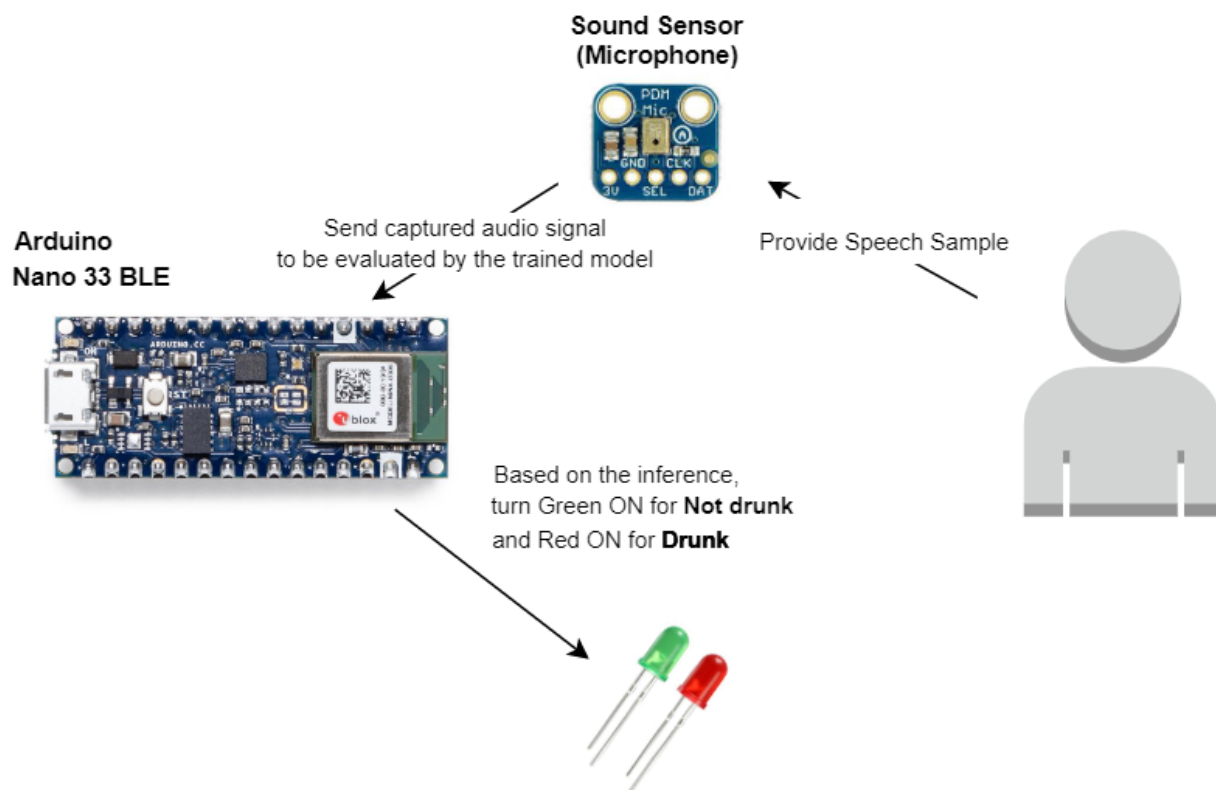 Sound Sensor
(Microphone)
PDM
Mic
GND CLK
3V SEL DAT
Send captured audio signal
to be evaluated by the trained model
Provide Speech Sample
Arduino
Nano 33 BLE
ARDUINO.CC
RST
blox
Based on the inference,
turn Green ON for Not drunk
and Red ON for Drunk